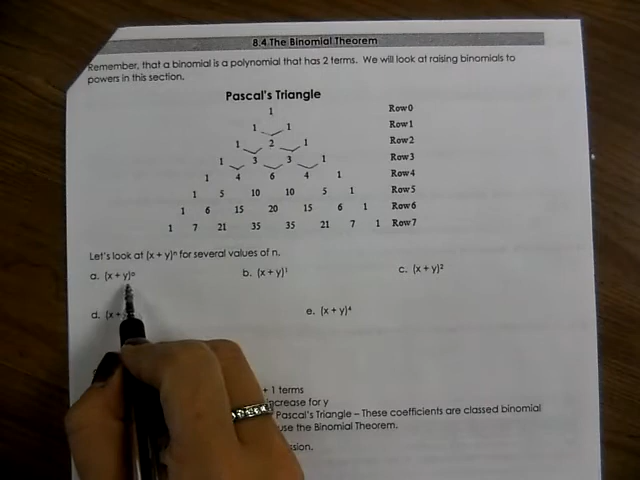 8.4 The Binomial Theorem
Remember, that a binomial is a polynomial that has 2 terms. We will look at raising binomials to
powers in this section.
Pascal's Triangle
1 Row0
1 1 Row1
1 2 1 Row2
1 3 3 1 Row3
1 4 6 4 1 Row4
1 5 10 10 5 1 Row5
1 6 15 20 15 6 1 Row6
1 7 21 35 35 21 7 1 Row7
Let's look at (x + y)ⁿ for several values of n.
a. (x + y)⁰ b. (x + y)¹ c. (x + y)²
d. (x + e. (x + y)⁴
+ 1 terms
increase for y
Pascal's Triangle – These coefficients are classed binomial
use the Binomial Theorem.